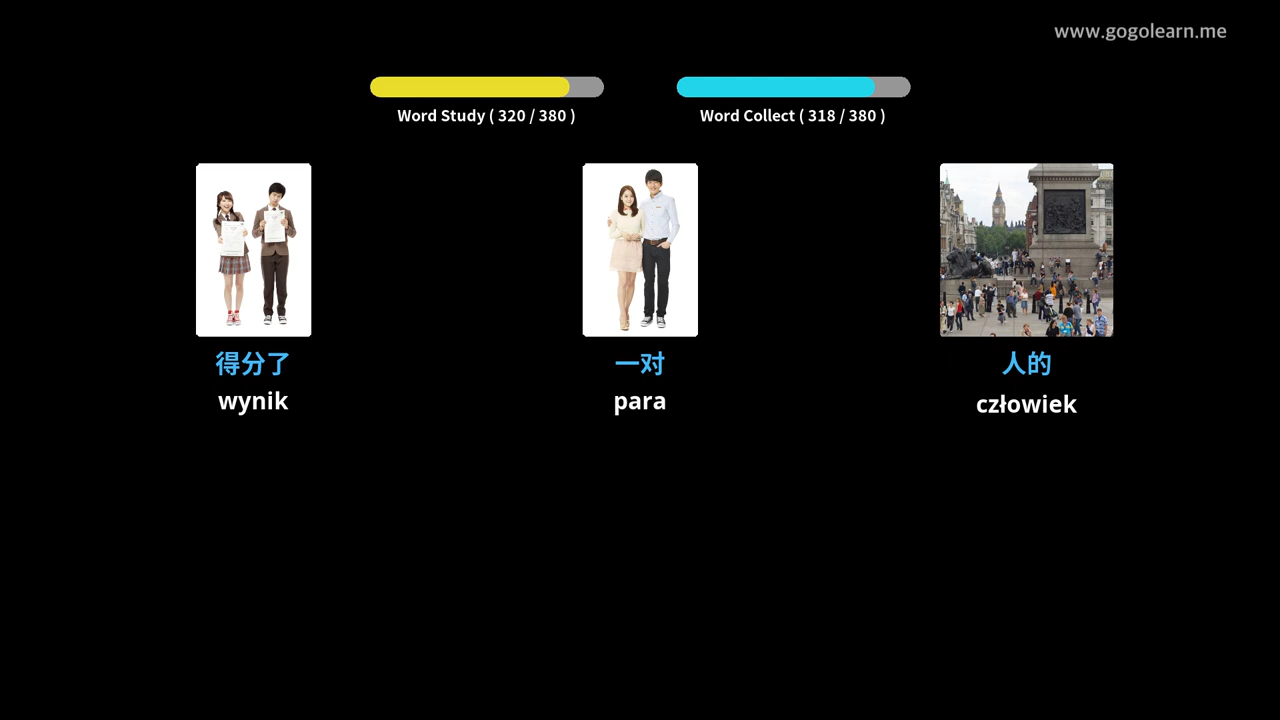 www.gogolearn.me
Word Study ( 320 / 380 )
Word Collect ( 318 / 380 )
得分了
一对
人的
wynik
para
człowiek